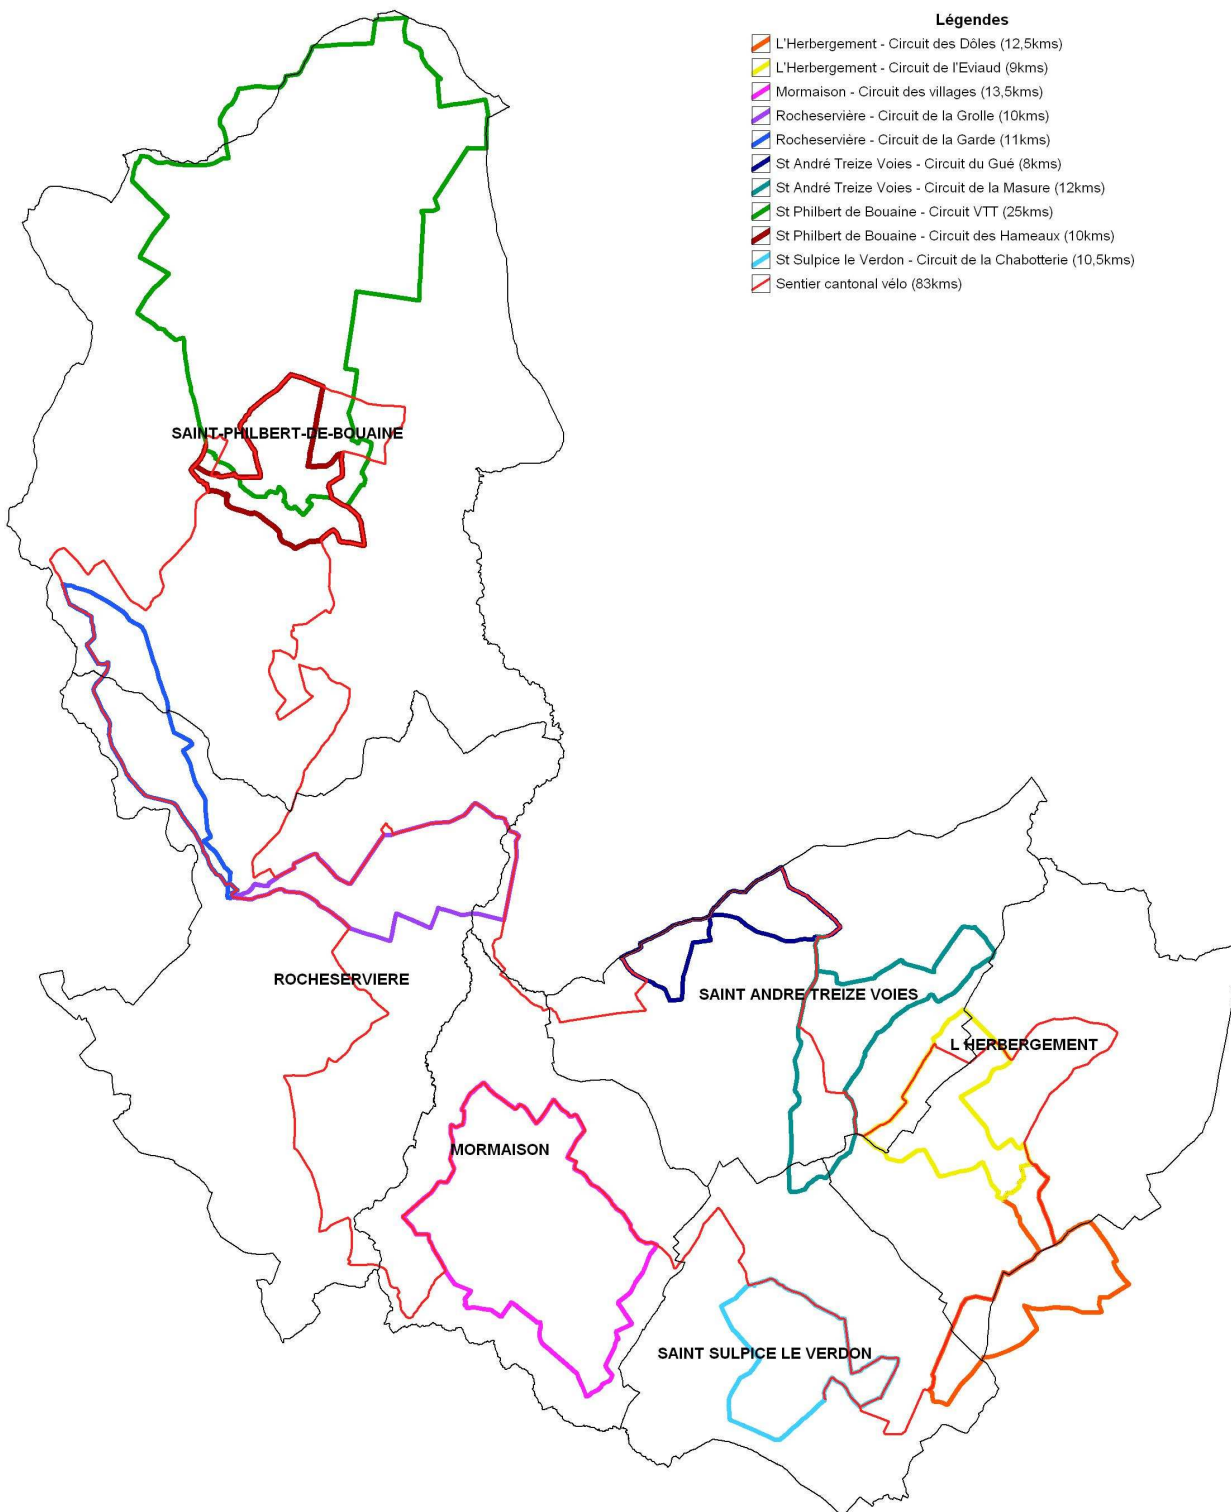 Légendes
L'Herbergement - Circuit des Dôles (12,5kms)
L'Herbergement - Circuit de l'Eviaud (9kms)
Mormaison - Circuit des villages (13,5kms)
Rocheservière - Circuit de la Grolle (10kms)
Rocheservière - Circuit de la Garde (11kms)
St André Treize Voies - Circuit du Gué (8kms)
St André Treize Voies - Circuit de la Masure (12kms)
St Philbert de Bouaine - Circuit VTT (25kms)
St Philbert de Bouaine - Circuit des Hameaux (10kms)
St Sulpice le Verdon - Circuit de la Chabotterie (10,5kms)
Sentier cantonal vélo (83kms)
SAINT-PHILBERT-DE-BOUAINE
ROCHESERVIERE
SAINT ANDRE TREIZE VOIES
L HERBERGEMENT
MORMAISON
SAINT SULPICE LE VERDON